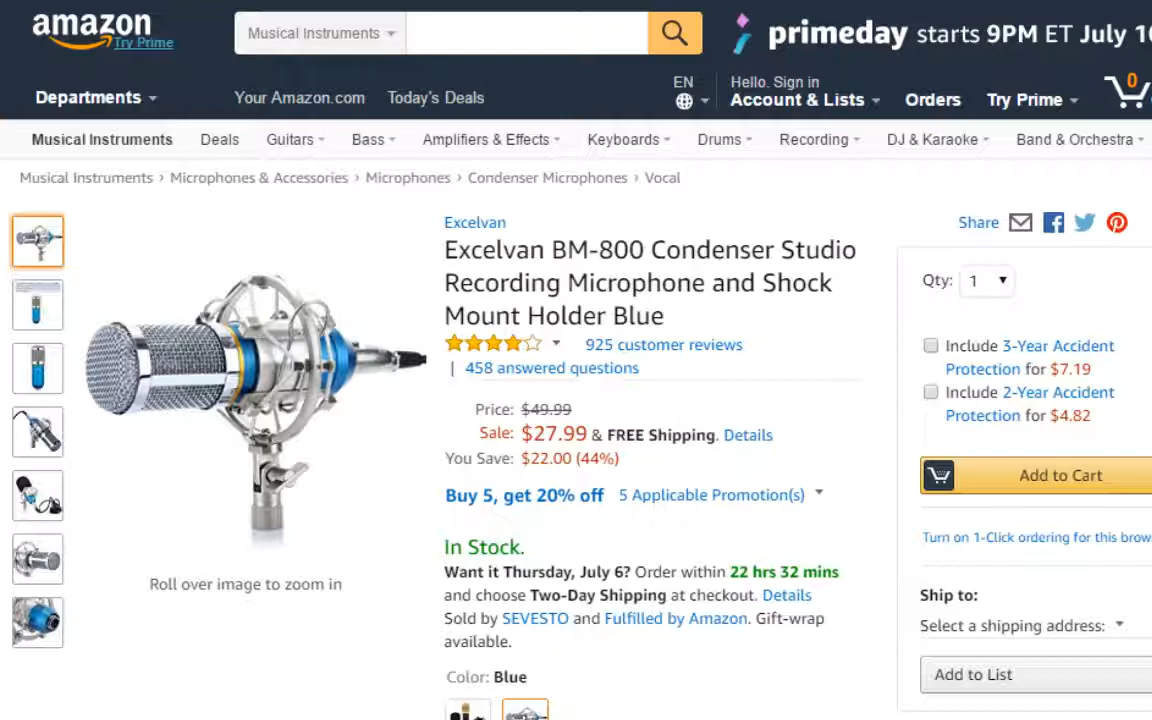 amazon
Try Prime
Musical Instruments
primeday starts 9PM ET July 10
Departments
Your Amazon.com
Today's Deals
EN
Hello. Sign in
Account & Lists
Orders
Try Prime
0
Musical Instruments Deals Guitars Bass Amplifiers & Effects Keyboards Drums Recording DJ & Karaoke Band & Orchestra
Musical Instruments › Microphones & Accessories › Microphones › Condenser Microphones › Vocal
Roll over image to zoom in
Excelvan
Excelvan BM-800 Condenser Studio
Recording Microphone and Shock
Mount Holder Blue
925 customer reviews
| 458 answered questions
Price: $49.99
Sale: $27.99 & FREE Shipping. Details
You Save: $22.00 (44%)
Buy 5, get 20% off 5 Applicable Promotion(s)
In Stock.
Want it Thursday, July 6? Order within 22 hrs 32 mins
and choose Two-Day Shipping at checkout. Details
Sold by SEVESTO and Fulfilled by Amazon. Gift-wrap
available.
Color: Blue
Share
Qty: 1
Include 3-Year Accident
Protection for $7.19
Include 2-Year Accident
Protection for $4.82
Add to Cart
Turn on 1-Click ordering for this brow
Ship to:
Select a shipping address:
Add to List